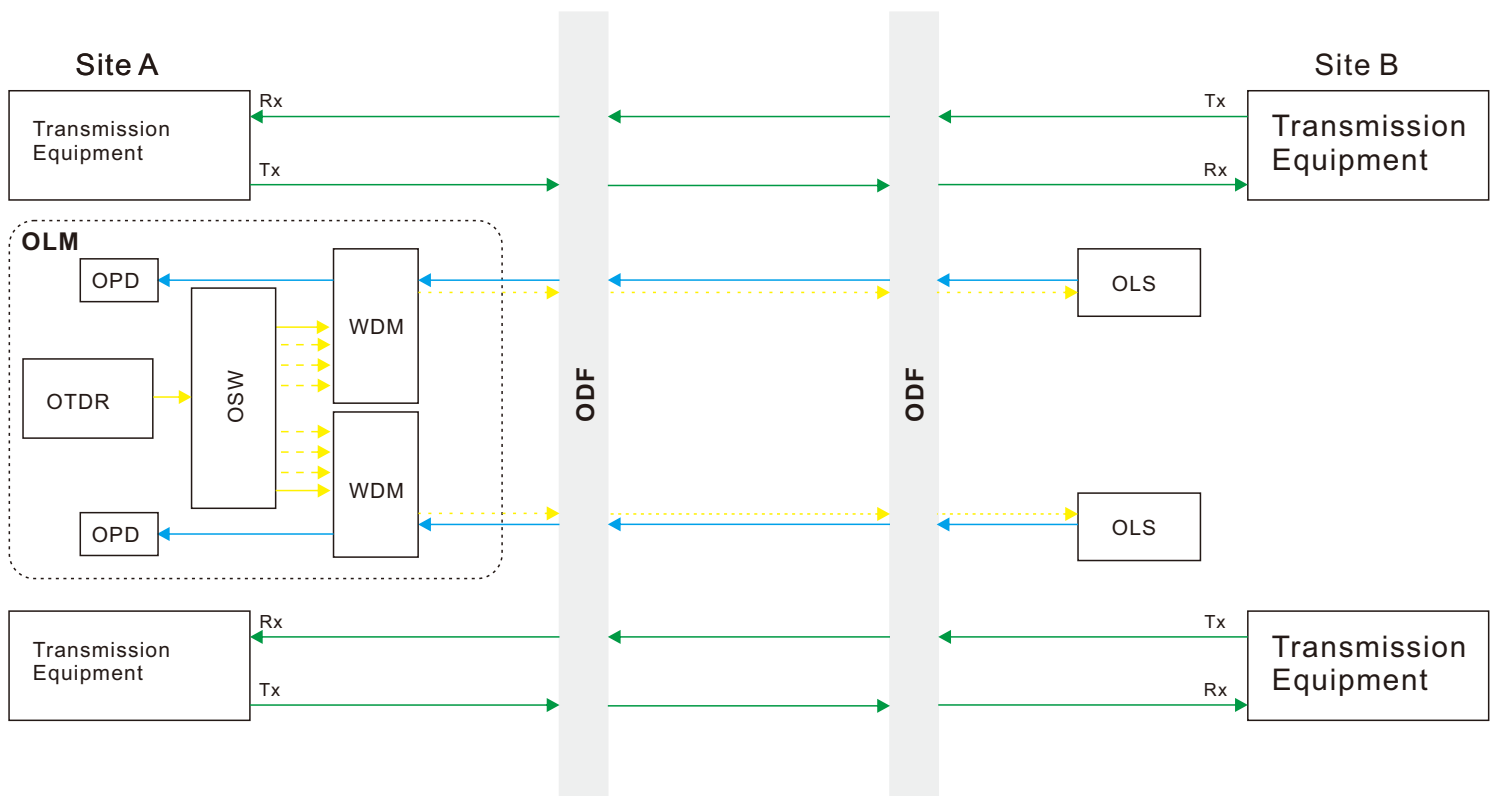 Site A
Site B
Rx
Tx
Transmission
Equipment
Transmission
Equipment
Tx
Rx
OLM
OPD
WDM
OLS
OTDR
OSW
ODF
ODF
WDM
OPD
OLS
Rx
Tx
Transmission
Equipment
Transmission
Equipment
Tx
Rx